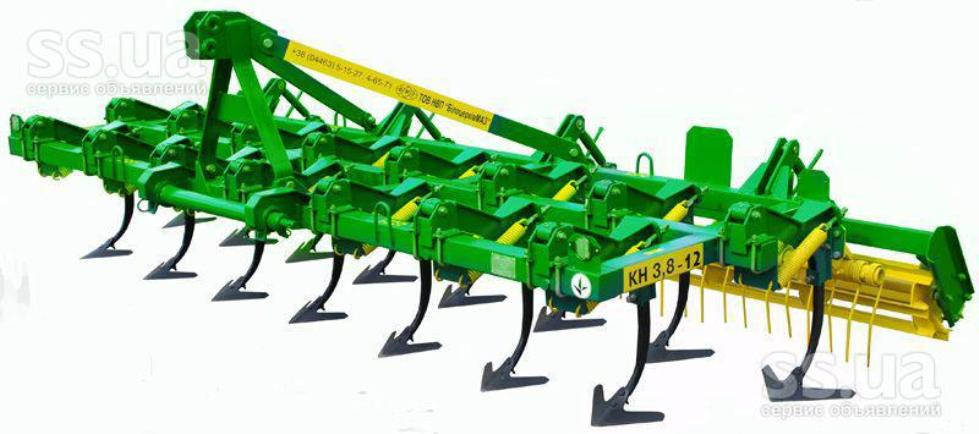 ss.ua
сервис объявлений
+38 (04463) 5-15-27 4-65-71 ТОВ НВП "БілоцерківМАЗ"
КН 3,8-12
ss.ua
сервис объявлений